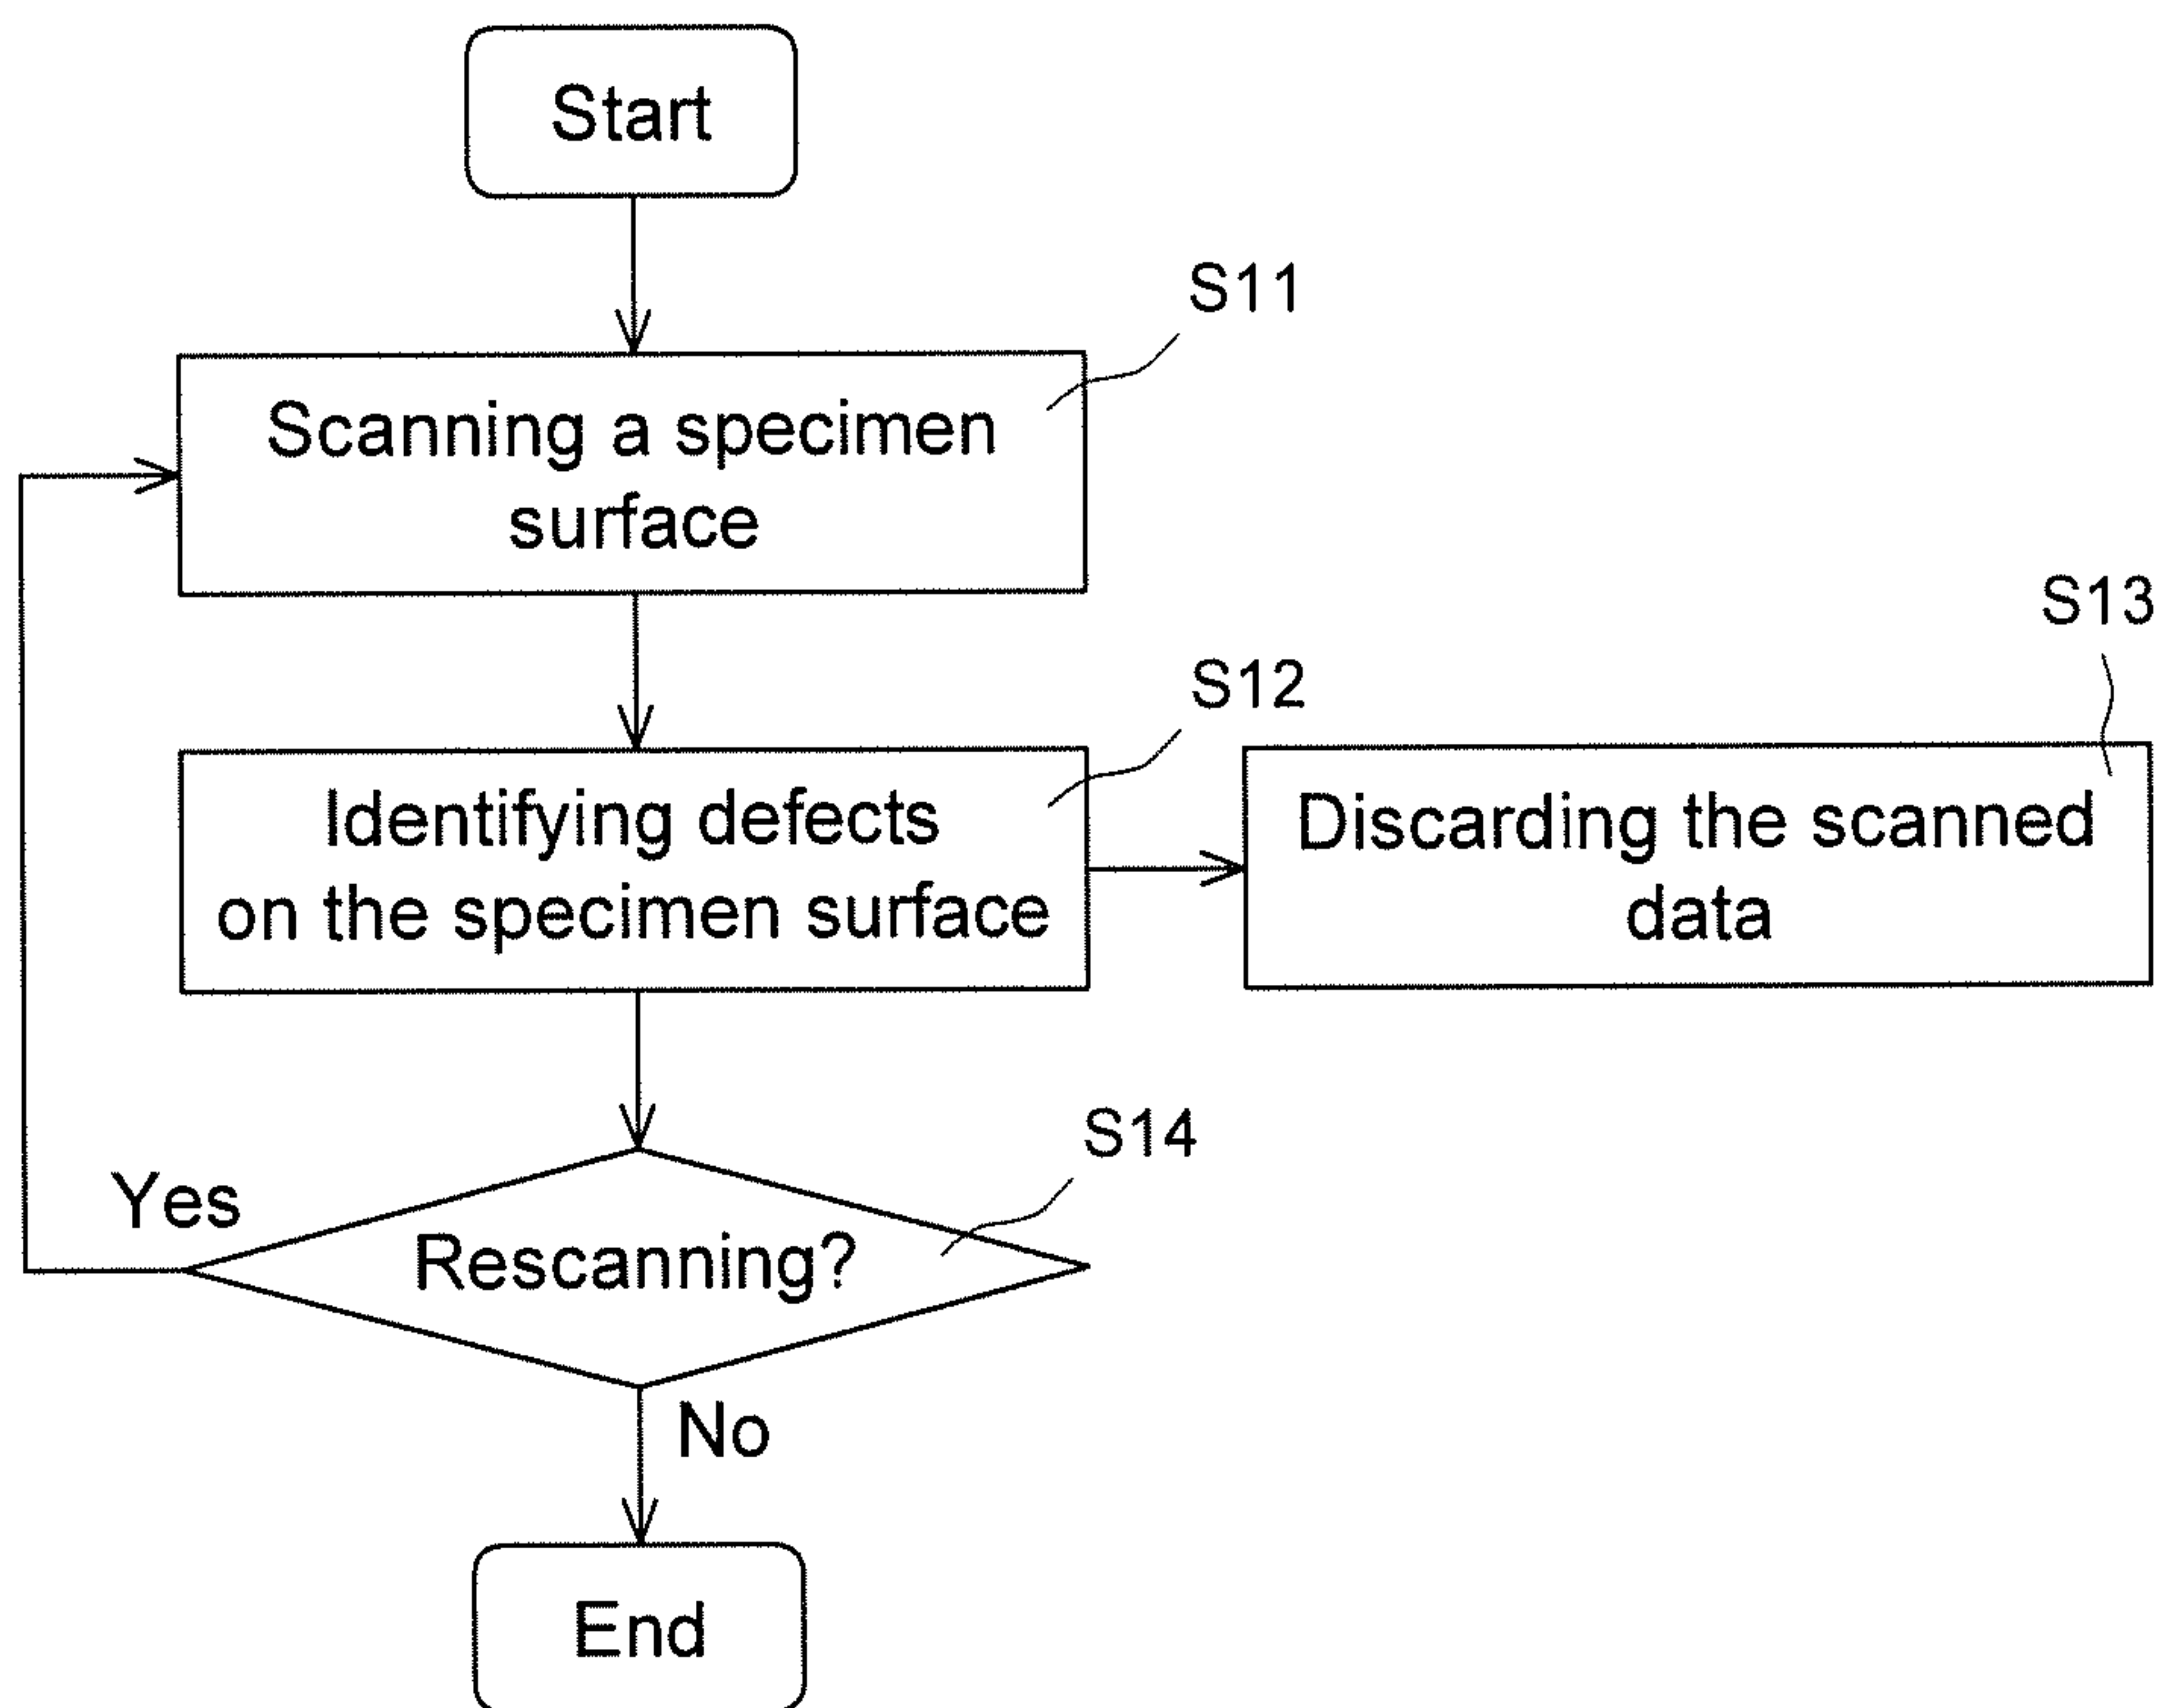 Start
S11
Scanning a specimen
surface
S13
S12
Identifying defects
on the specimen surface
Discarding the scanned
data
S14
Yes
Rescanning?
No
End